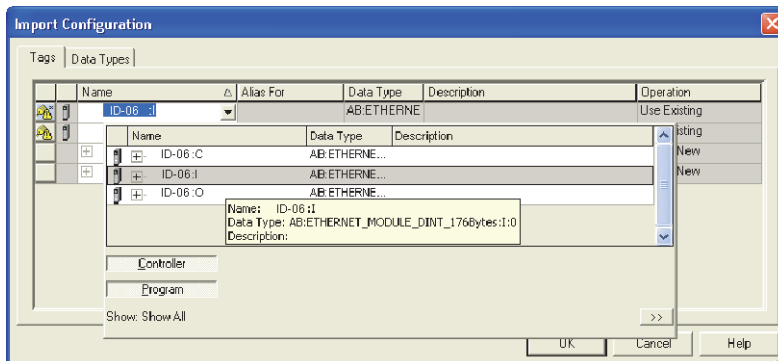 Import Configuration
Tags Data Types
Name Alias For Data Type Description Operation
ID-06 :I AB:ETHERNE Use Existing
isting
New
New
Name Data Type Description
ID-06:C AB:ETHERNE...
ID-06:I AB:ETHERNE...
ID-06:O AB:ETHERNE...
Name: ID-06:I
Data Type: AB:ETHERNET_MODULE_DINT_176Bytes:I:0
Description:
Controller
Program
Show: Show All >>
OK Cancel Help